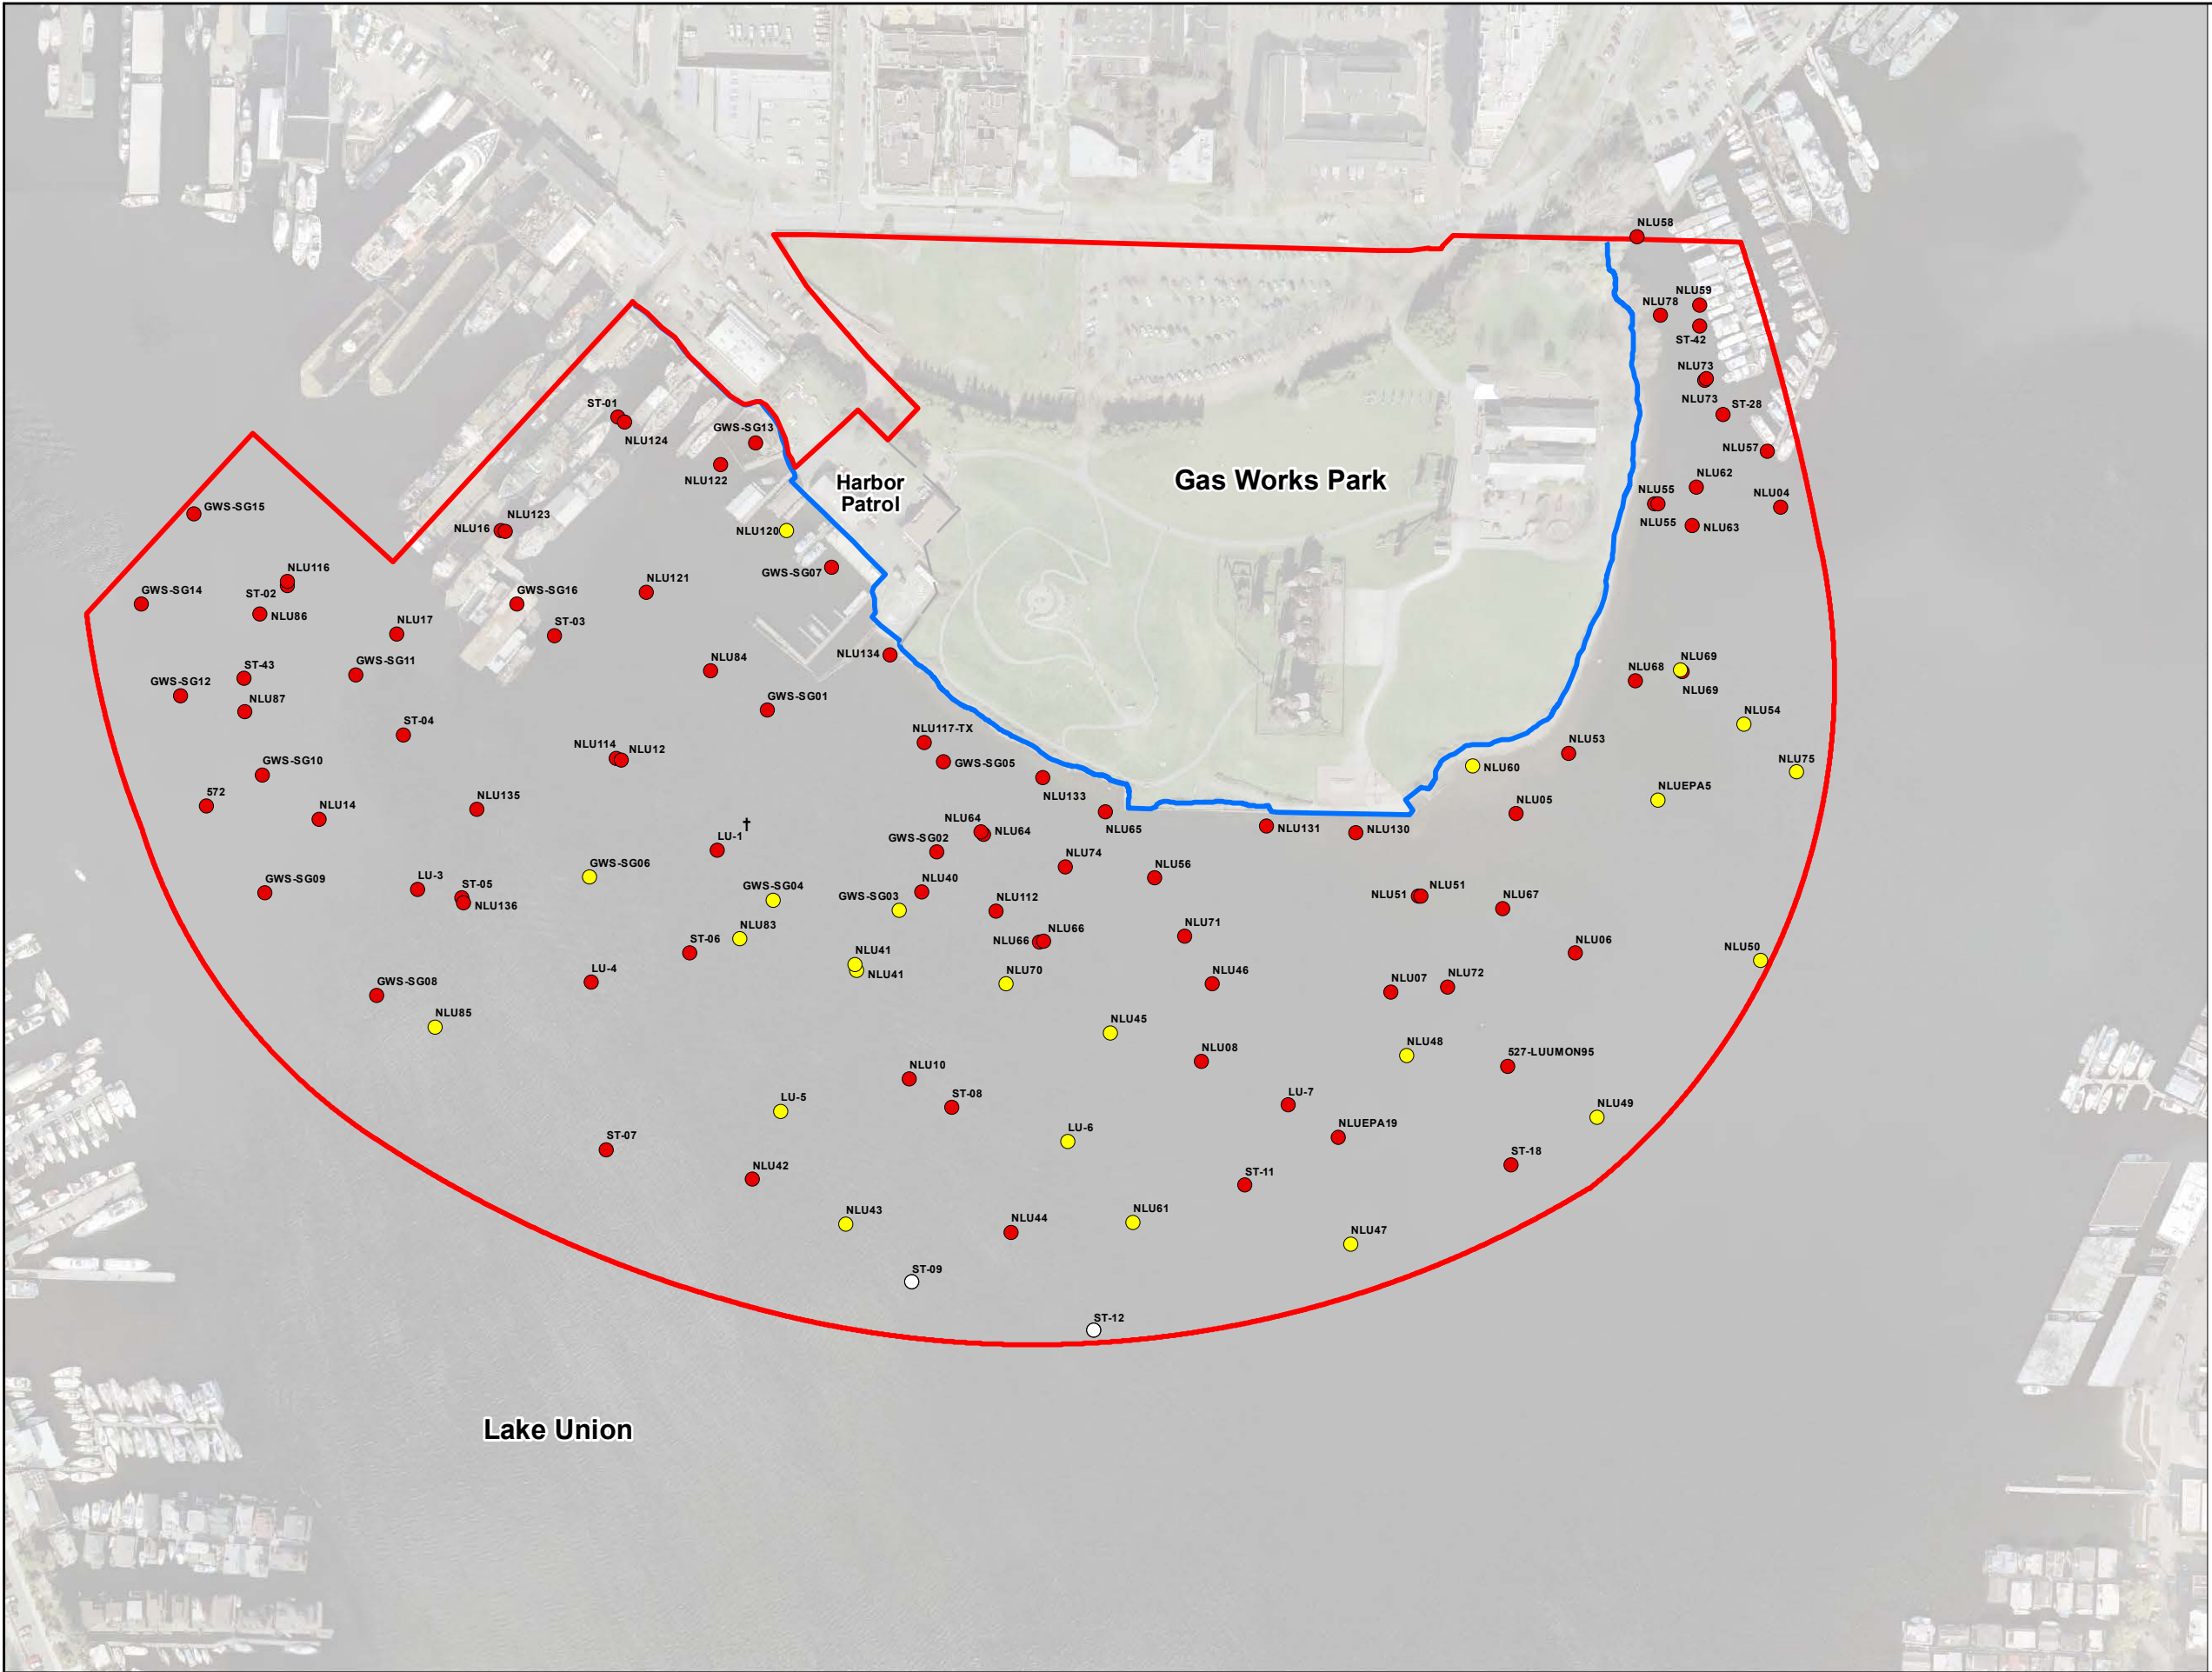 NLU58
NLU59
NLU78
ST-42
NLU73
NLU73
ST-28
ST-01
NLU124
GWS-SG13
NLU57
NLU122
Harbor
Patrol
Gas Works Park
NLU62
NLU55
NLU04
GWS-SG15
NLU16
NLU123
NLU120
NLU55
NLU63
NLU116
GWS-SG07
NLU121
ST-02
GWS-SG14
GWS-SG16
NLU86
NLU17
ST-03
NLU134
NLU84
NLU68
NLU69
NLU69
ST-43
GWS-SG11
GWS-SG12
NLU87
GWS-SG01
NLU54
ST-04
NLU117-TX
NLU114
NLU12
GWS-SG05
NLU53
NLU75
GWS-SG10
NLU60
NLUEPA5
572
NLU14
NLU135
NLU133
NLU05
LU-1
†
NLU64
NLU64
NLU65
NLU131
NLU130
GWS-SG02
GWS-SG06
NLU74
NLU56
GWS-SG09
LU-3
ST-05
NLU136
GWS-SG04
GWS-SG03
NLU40
NLU112
NLU51
NLU51
NLU67
NLU83
NLU66
NLU66
NLU71
ST-06
NLU41
NLU41
NLU06
NLU50
LU-4
NLU70
NLU46
NLU07
NLU72
GWS-SG08
NLU85
NLU45
NLU08
NLU48
527-LUUMON95
NLU10
LU-5
ST-08
LU-7
NLU49
LU-6
NLUEPA19
ST-07
NLU42
ST-11
ST-18
NLU43
NLU44
NLU61
NLU47
ST-09
ST-12
Lake Union